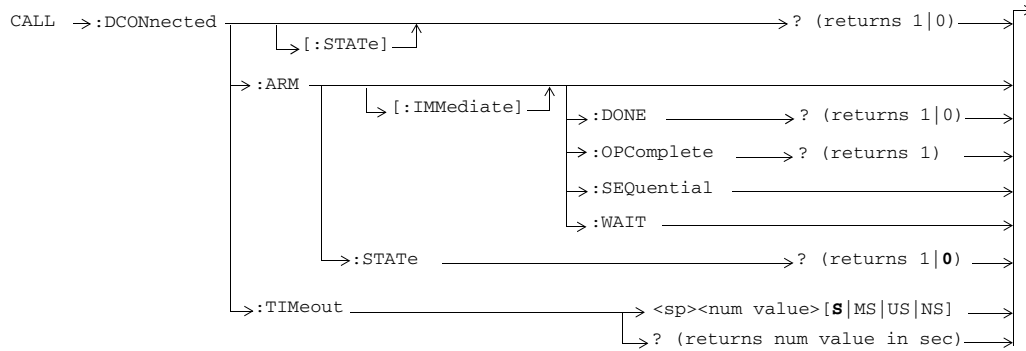 CALL :DCONnected ? (returns 1|0)
[:STATe]
:ARM
[:IMMediate]
:DONE ? (returns 1|0)
:OPComplete ? (returns 1)
:SEQuential
:WAIT
:STATe ? (returns 1|0)
:TIMeout <sp><num value>[S|MS|US|NS]
? (returns num value in sec)